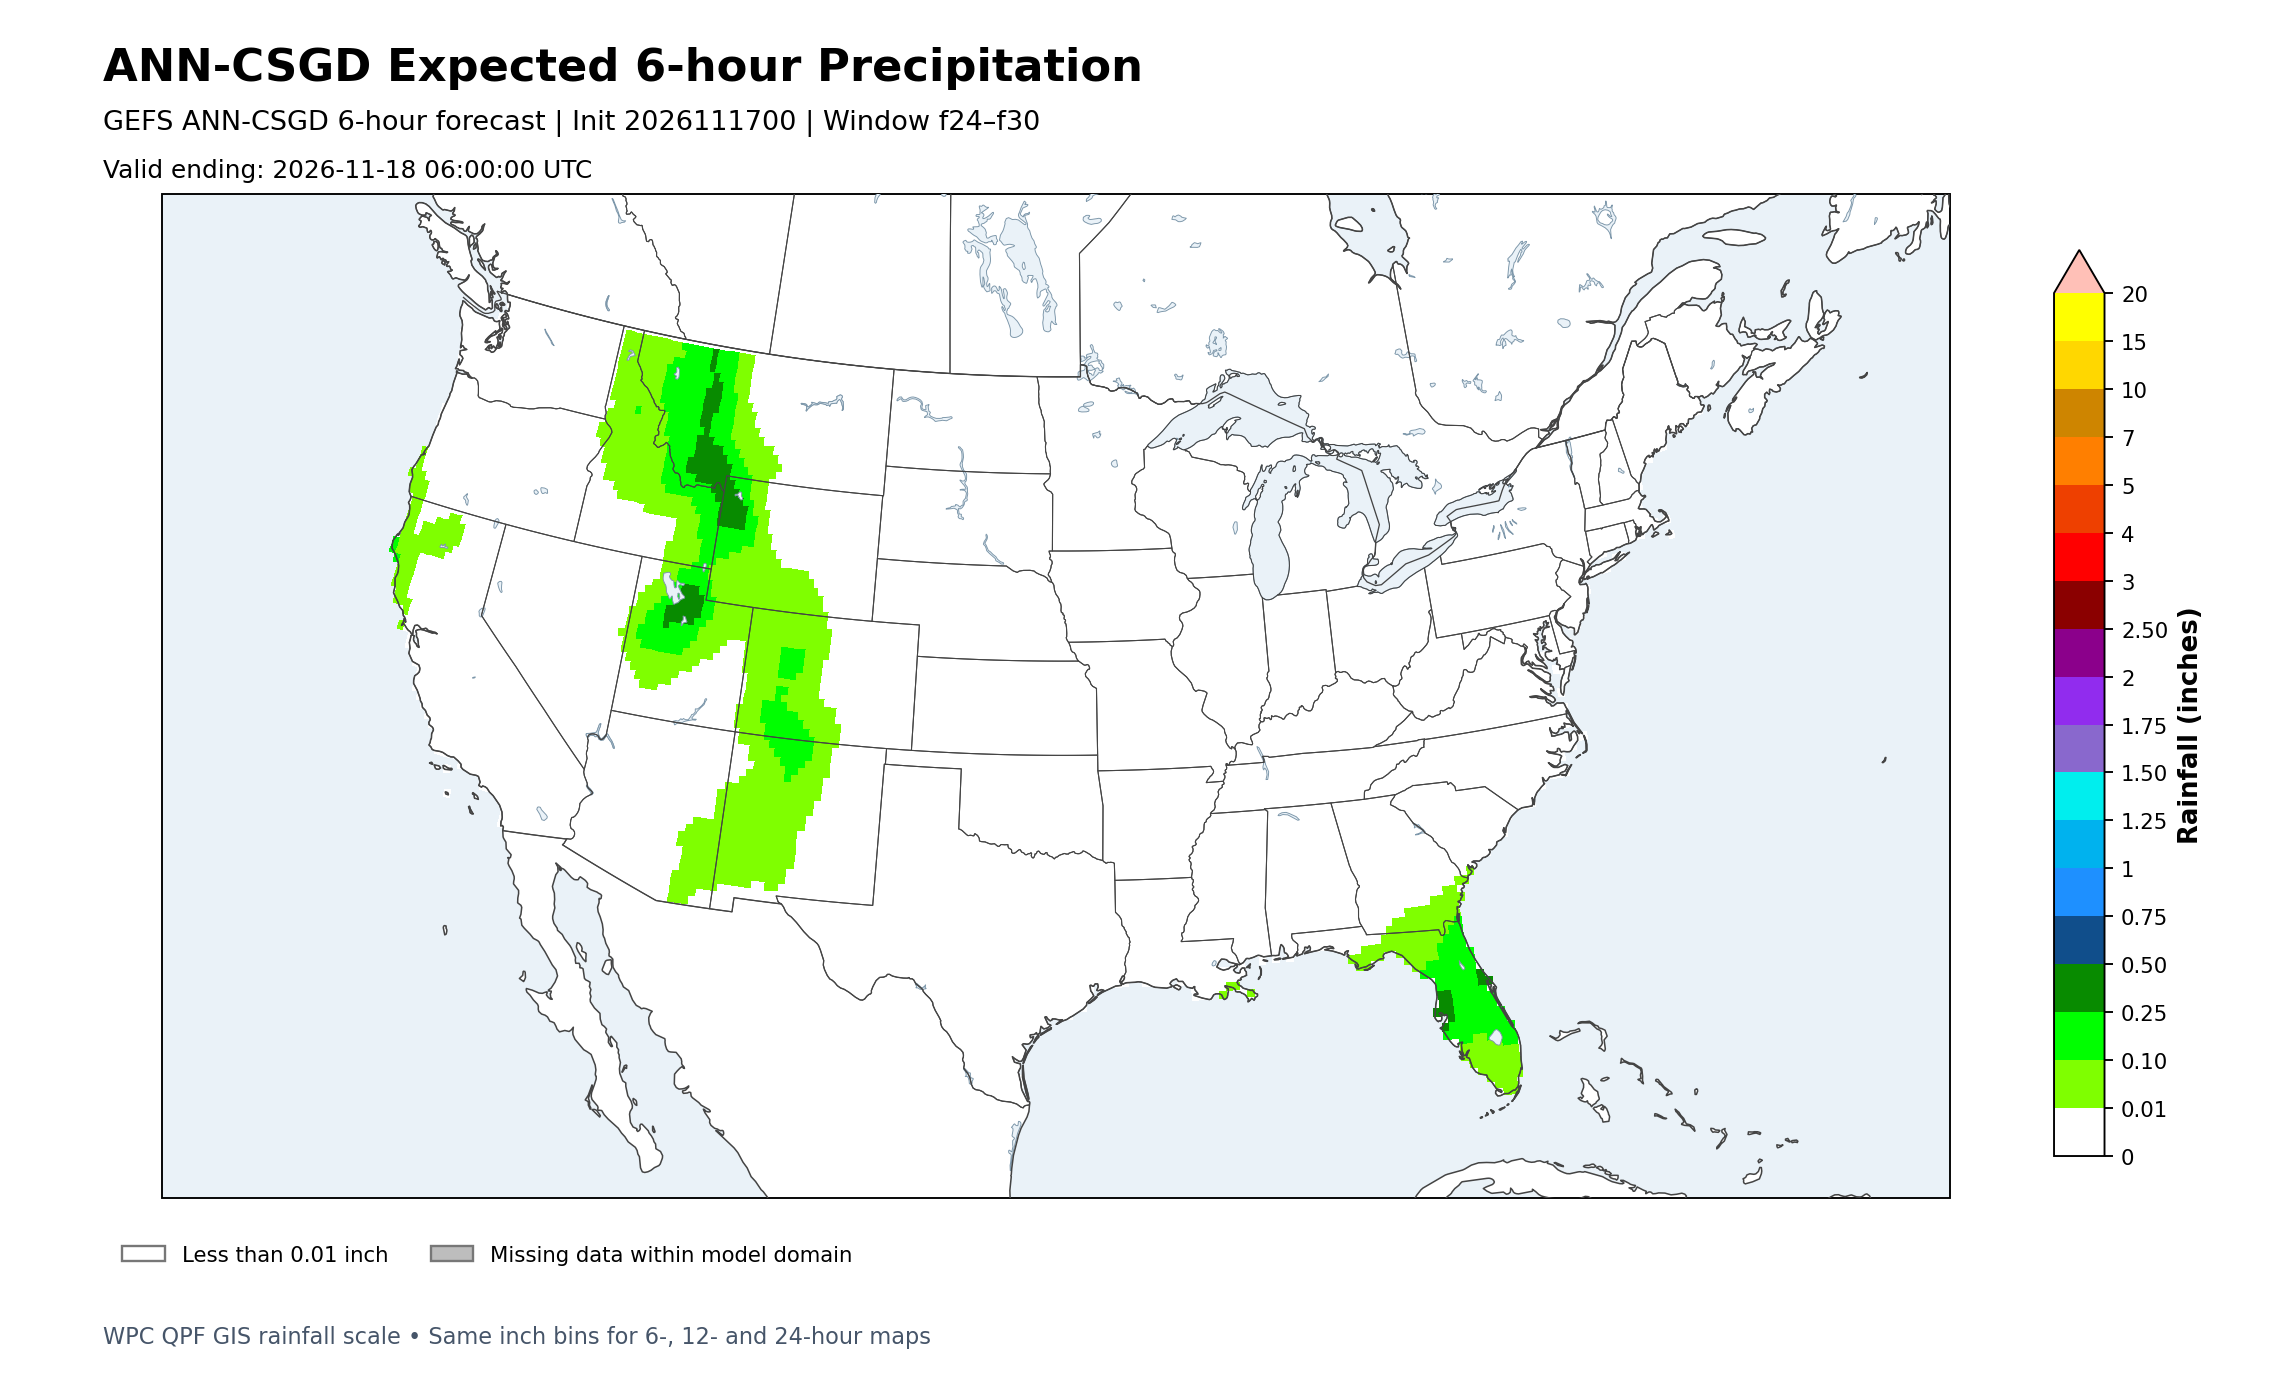 ANN-CSGD Expected 6-hour Precipitation
GEFS ANN-CSGD 6-hour forecast | Init 2026111700 | Window f24–f30
Valid ending: 2026-11-18 06:00:00 UTC
20
15
10
7
5
4
3
2.50
2
1.75
1.50
1.25
1
0.75
0.50
0.25
0.10
0.01
0
Rainfall (inches)
Less than 0.01 inch
Missing data within model domain
WPC QPF GIS rainfall scale • Same inch bins for 6-, 12- and 24-hour maps